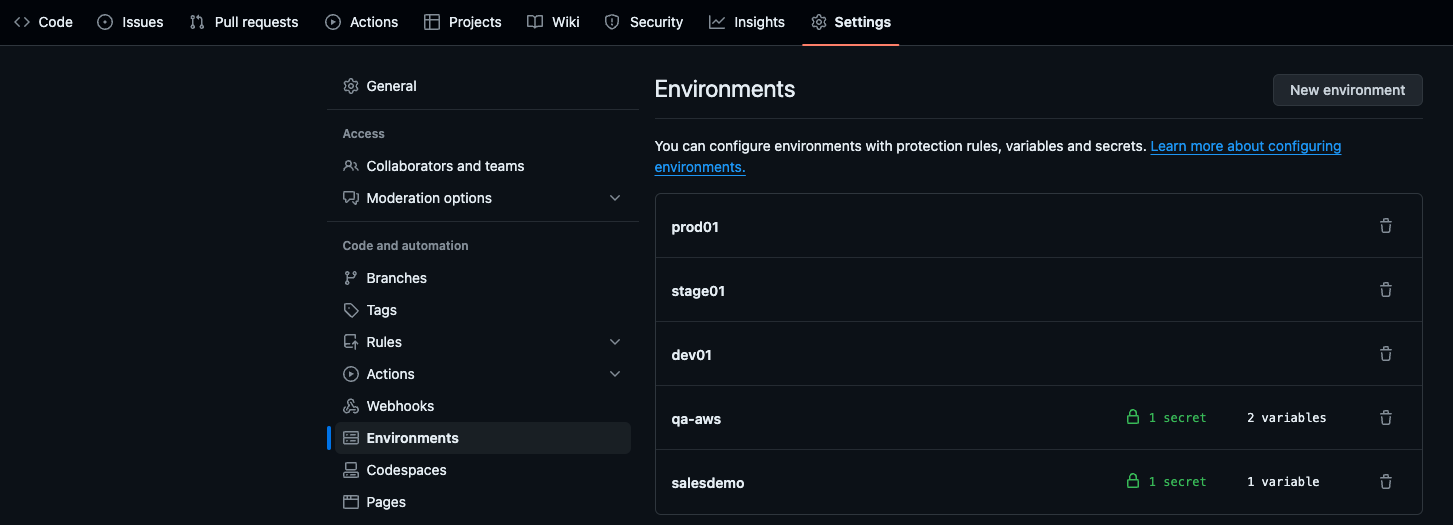 Code Issues Pull requests Actions Projects Wiki Security Insights Settings
General
Access
Collaborators and teams
Moderation options
Code and automation
Branches
Tags
Rules
Actions
Webhooks
Environments
Codespaces
Pages
Environments
New environment
You can configure environments with protection rules, variables and secrets. Learn more about configuring
environments.
prod01
stage01
dev01
qa-aws 1 secret 2 variables
salesdemo 1 secret 1 variable